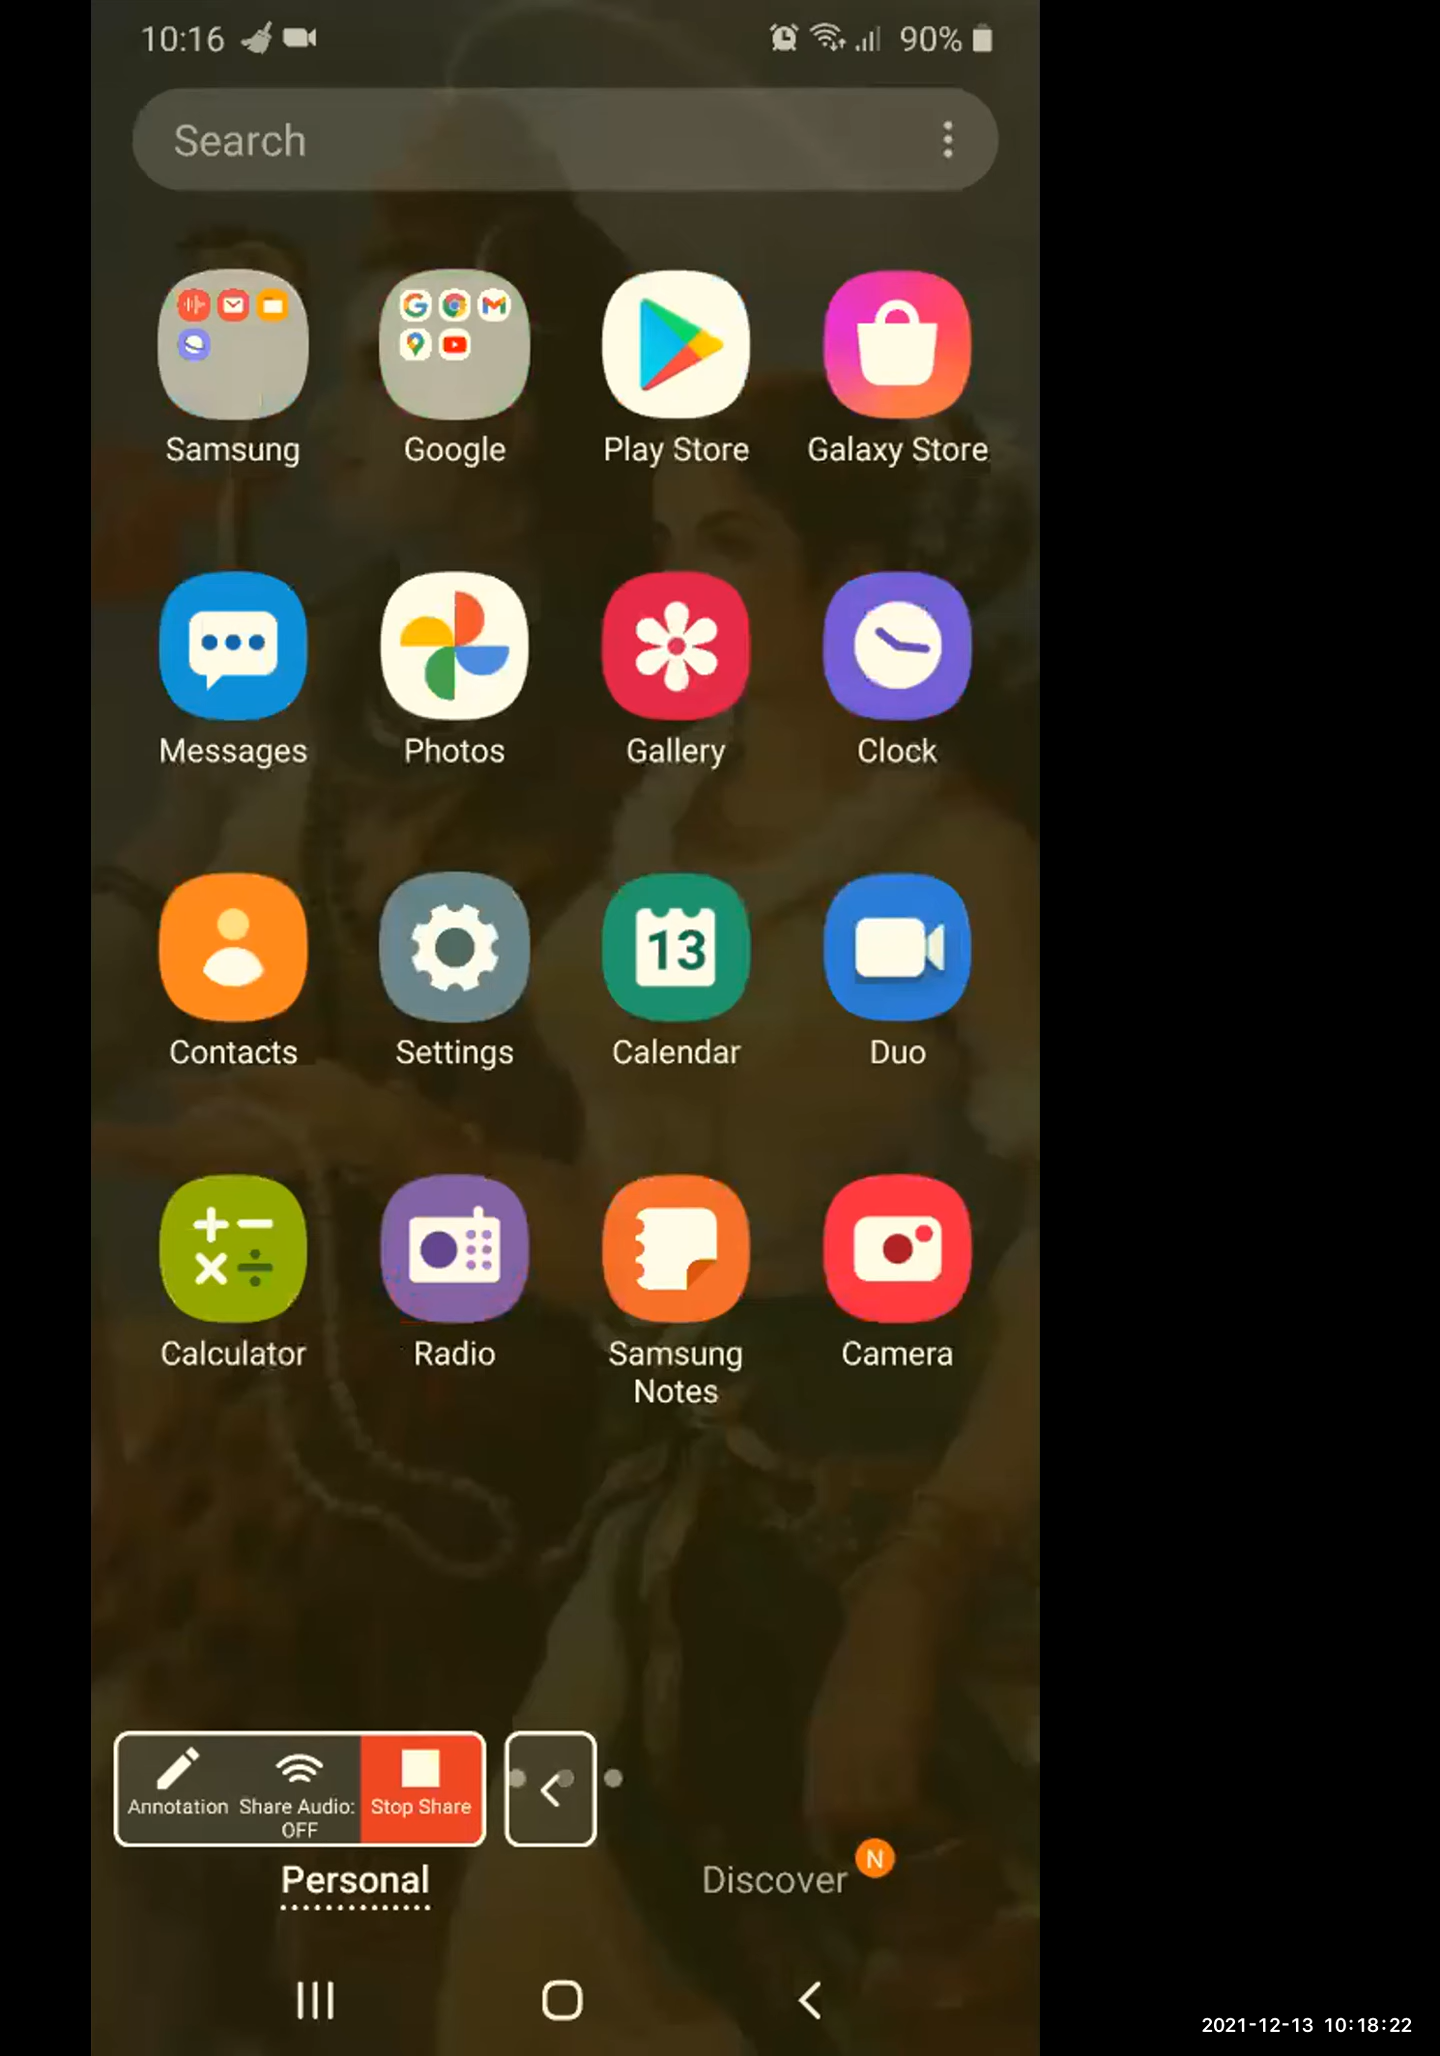 10:16
90%
Search
Samsung
Google
Play Store
Galaxy Store
Messages
Photos
Gallery
Clock
13
Contacts
Settings
Calendar
Duo
Calculator
Radio
Samsung
Notes
Camera
Annotation
Share Audio:
OFF
Stop Share
Personal
Discover
N
2021-12-13 10:18:22